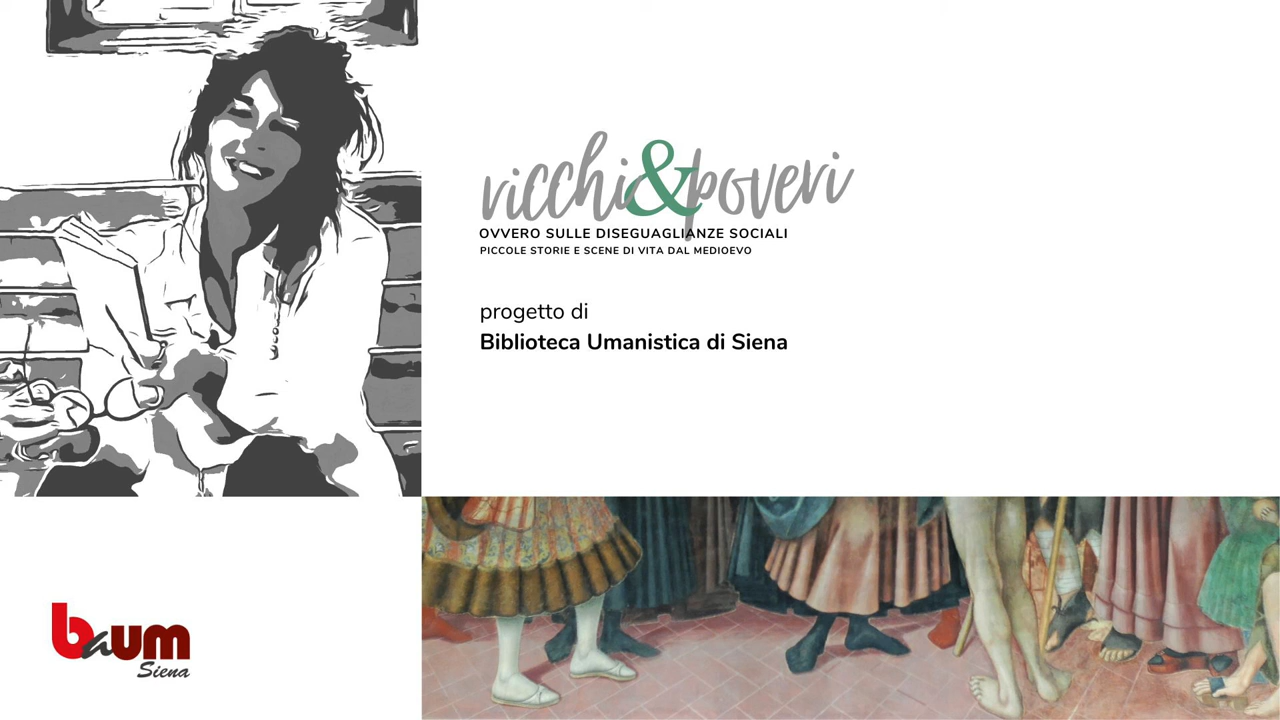 ricchi&poveri
OVVERO SULLE DISEGUAGLIANZE SOCIALI
PICCOLE STORIE E SCENE DI VITA DAL MEDIOEVO
progetto di
Biblioteca Umanistica di Siena
baUM
Siena